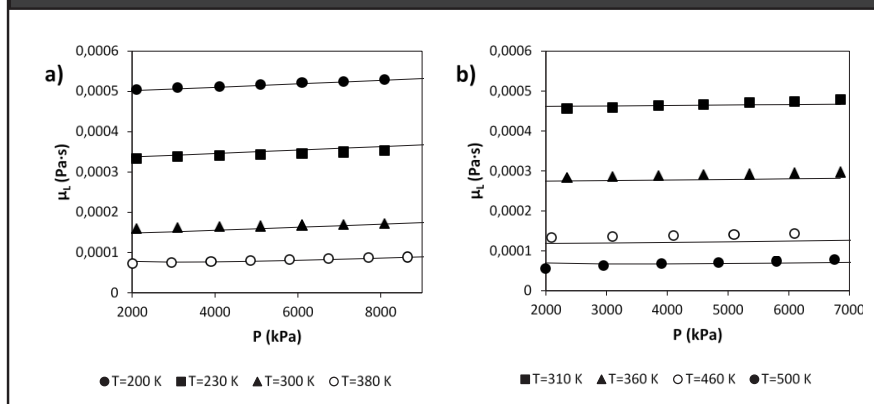 a)
0,0006
0,0005
0,0004
0,0003
0,0002
0,0001
0
μL (Pa·s)
2000 4000 6000 8000
P (kPa)
T=200 K T=230 K T=300 K T=380 K
b)
0,0006
0,0005
0,0004
0,0003
0,0002
0,0001
0
μL (Pa·s)
2000 3000 4000 5000 6000 7000
P (kPa)
T=310 K T=360 K T=460 K T=500 K